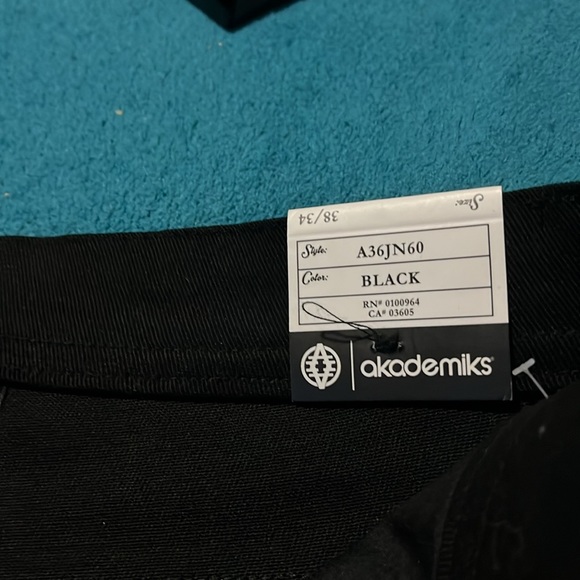 Size:
38/34
Style: A36JN60
Color: BLACK
RN# 0100964
CA# 03605
akademiks